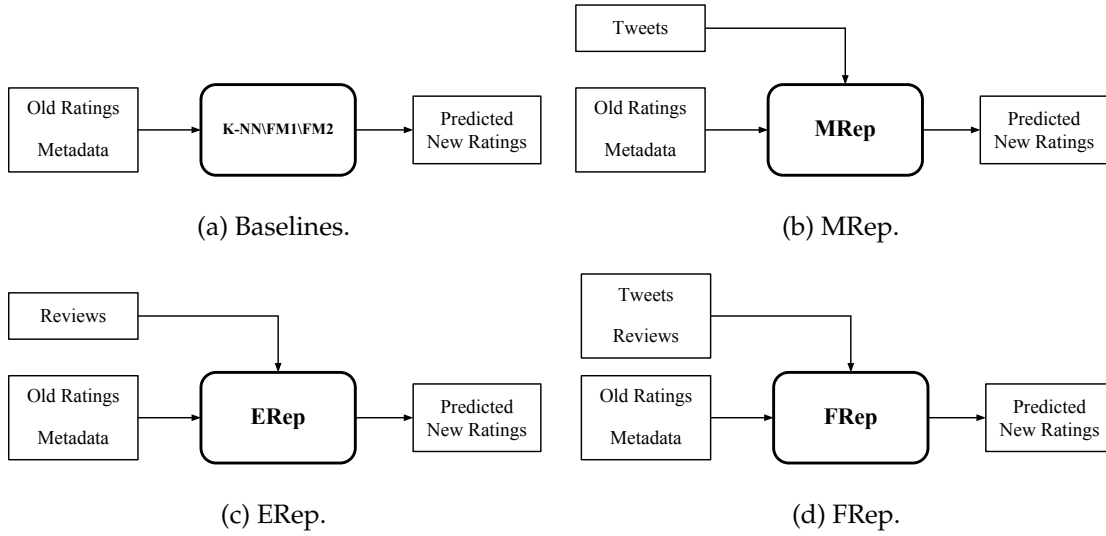 Old Ratings
Metadata
K-NN\FM1\FM2
Predicted
New Ratings
(a) Baselines.
Tweets
Old Ratings
Metadata
MRep
Predicted
New Ratings
(b) MRep.
Reviews
Old Ratings
Metadata
ERep
Predicted
New Ratings
(c) ERep.
Tweets
Reviews
Old Ratings
Metadata
FRep
Predicted
New Ratings
(d) FRep.